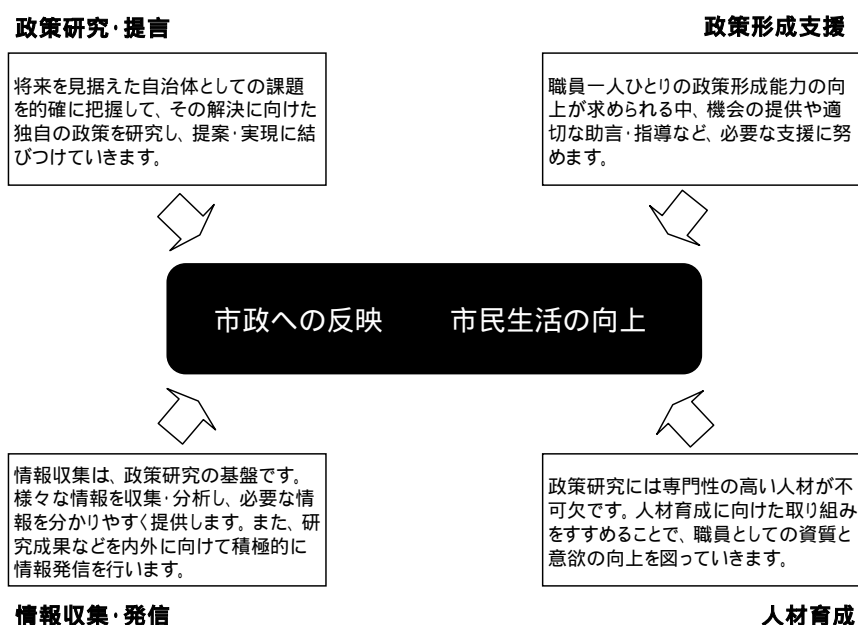 政策研究・提言
将来を見据えた自治体としての課題
を的確に把握して、その解決に向けた
独自の政策を研究し、提案・実現に結
びつけていきます。
政策形成支援
職員一人ひとりの政策形成能力の向
上が求められる中、機会の提供や適
切な助言・指導など、必要な支援に努
めます。
市政への反映　　市民生活の向上
情報収集は、政策研究の基盤です。
様々な情報を収集・分析し、必要な情
報を分かりやすく提供します。また、研
究成果などを内外に向けて積極的に
情報発信を行います。
情報収集・発信
政策研究には専門性の高い人材が不
可欠です。人材育成に向けた取り組み
をすすめることで、職員としての資質と
意欲の向上を図っていきます。
人材育成